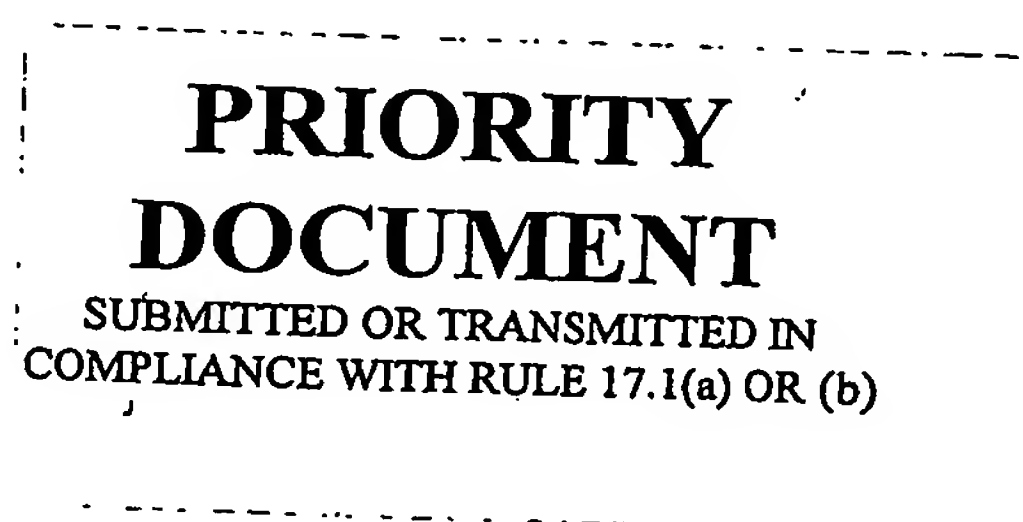 PRIORITY
DOCUMENT
SUBMITTED OR TRANSMITTED IN
COMPLIANCE WITH RULE 17.1(a) OR (b)